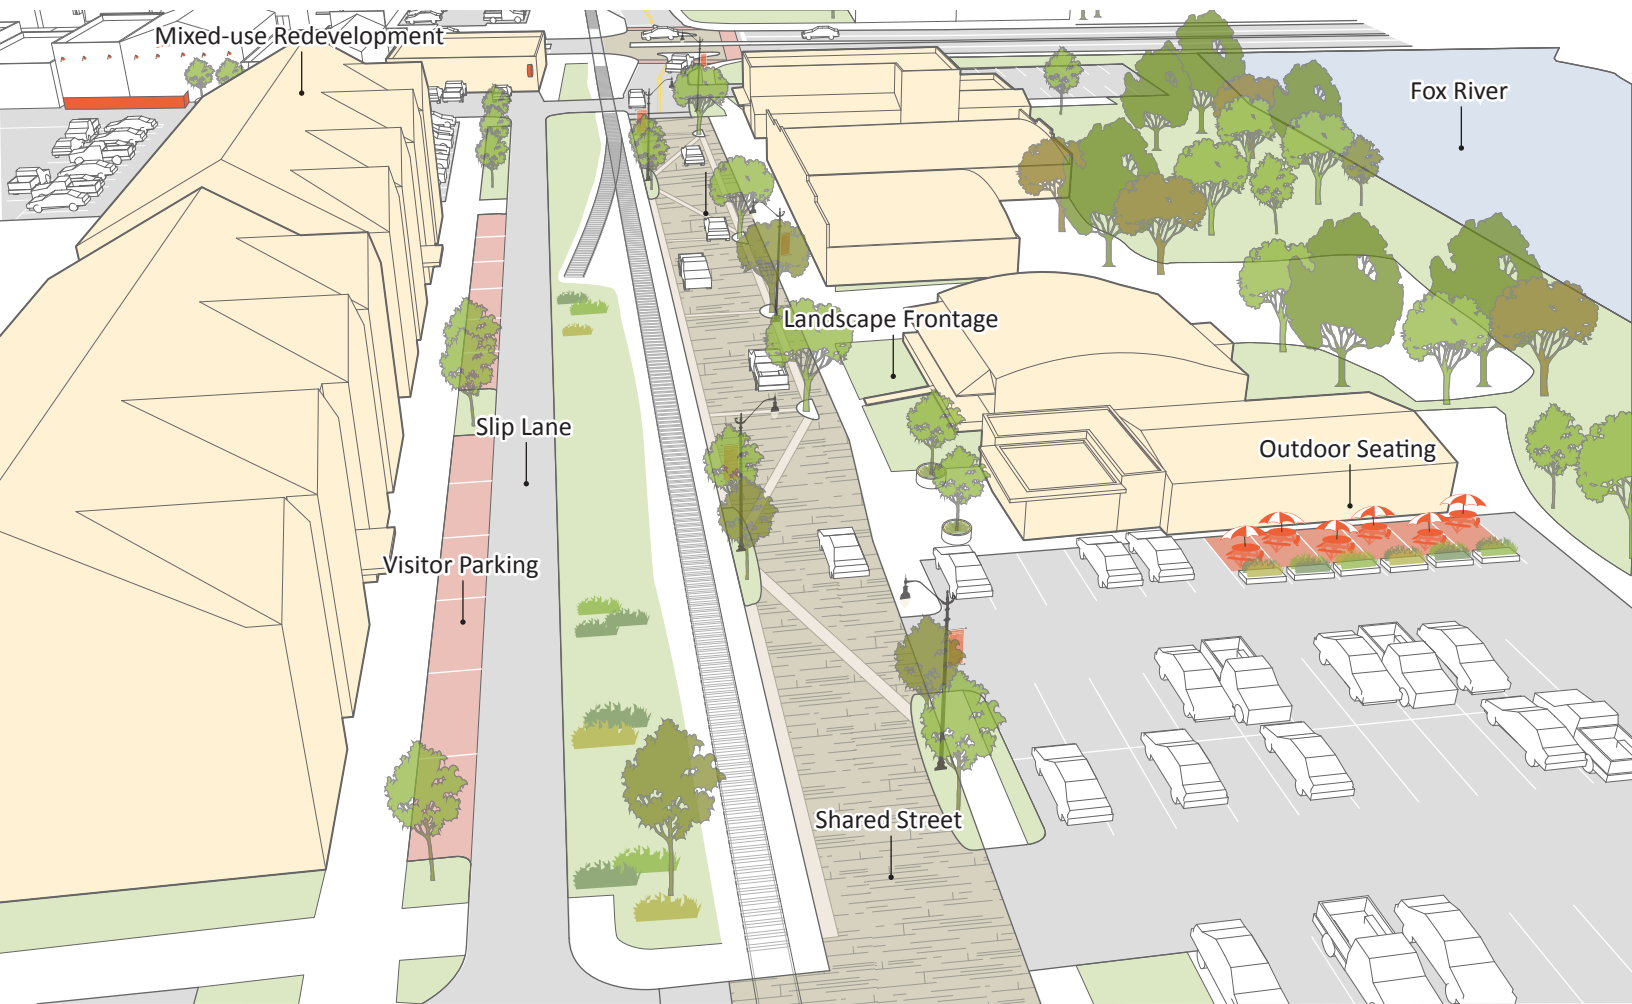 Mixed-use Redevelopment
Fox River
Landscape Frontage
Slip Lane
Outdoor Seating
Visitor Parking
Shared Street